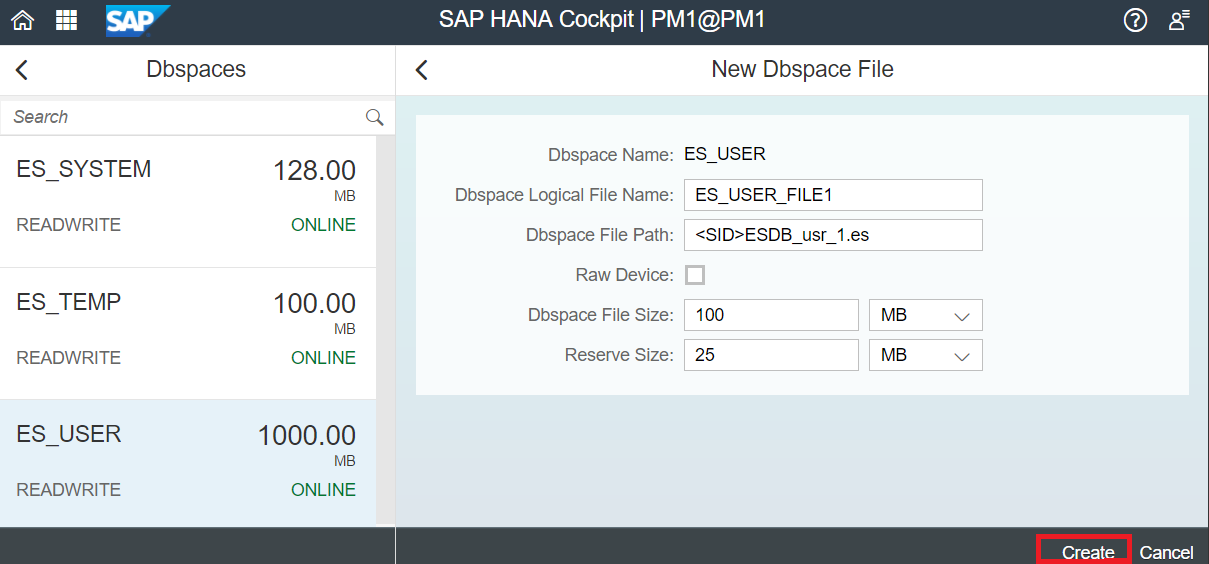 SAP
SAP HANA Cockpit | PM1@PM1
Dbspaces
Search
ES_SYSTEM 128.00
MB
READWRITE ONLINE
ES_TEMP 100.00
MB
READWRITE ONLINE
ES_USER 1000.00
MB
READWRITE ONLINE
New Dbspace File
Dbspace Name: ES_USER
Dbspace Logical File Name: ES_USER_FILE1
Dbspace File Path: <SID>ESDB_usr_1.es
Raw Device:
Dbspace File Size: 100 MB
Reserve Size: 25 MB
Create Cancel